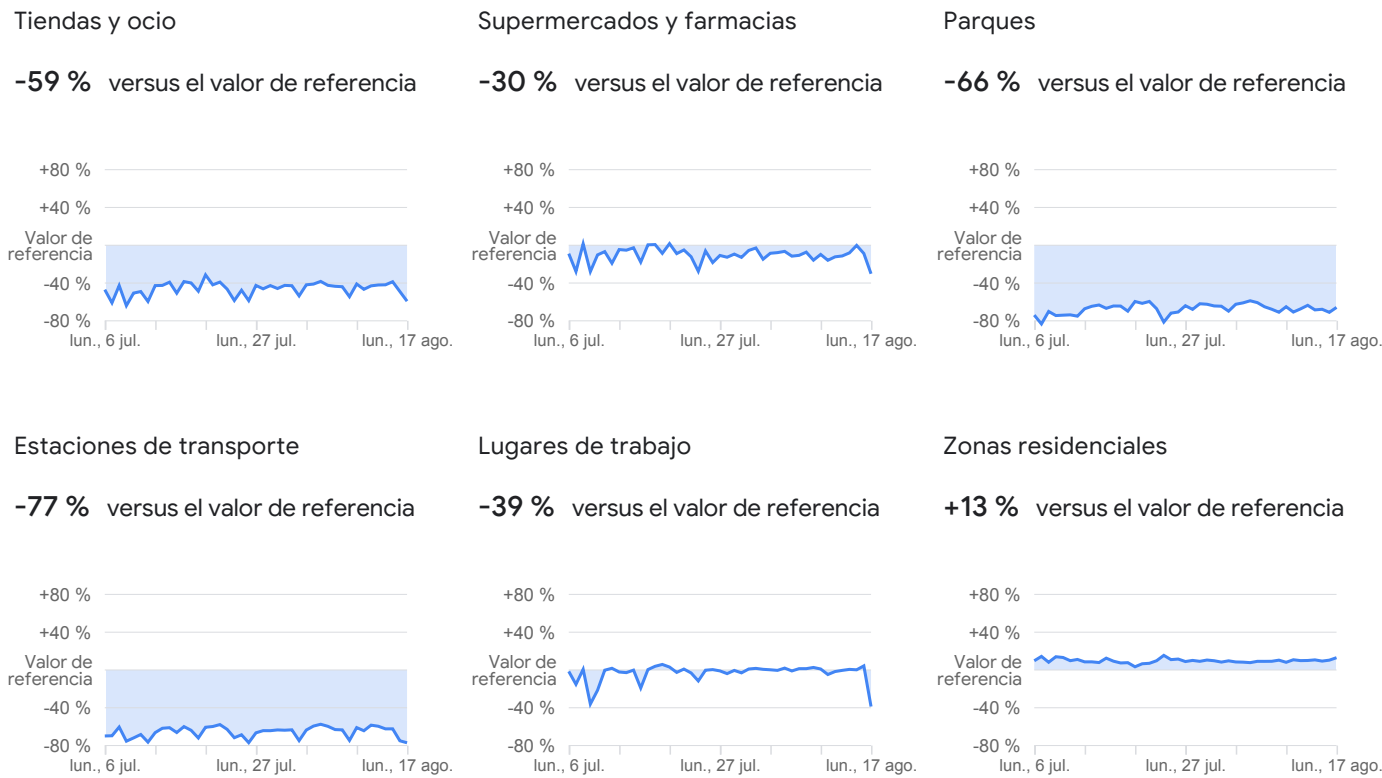 Tiendas y ocio
-59 % versus el valor de referencia
+80 %
+40 %
Valor de
referencia
-40 %
-80 %
lun., 6 jul. lun., 27 jul. lun., 17 ago.
Supermercados y farmacias
-30 % versus el valor de referencia
+80 %
+40 %
Valor de
referencia
-40 %
-80 %
lun., 6 jul. lun., 27 jul. lun., 17 ago.
Parques
-66 % versus el valor de referencia
+80 %
+40 %
Valor de
referencia
-40 %
-80 %
lun., 6 jul. lun., 27 jul. lun., 17 ago.
Estaciones de transporte
-77 % versus el valor de referencia
+80 %
+40 %
Valor de
referencia
-40 %
-80 %
lun., 6 jul. lun., 27 jul. lun., 17 ago.
Lugares de trabajo
-39 % versus el valor de referencia
+80 %
+40 %
Valor de
referencia
-40 %
-80 %
lun., 6 jul. lun., 27 jul. lun., 17 ago.
Zonas residenciales
+13 % versus el valor de referencia
+80 %
+40 %
Valor de
referencia
-40 %
-80 %
lun., 6 jul. lun., 27 jul. lun., 17 ago.